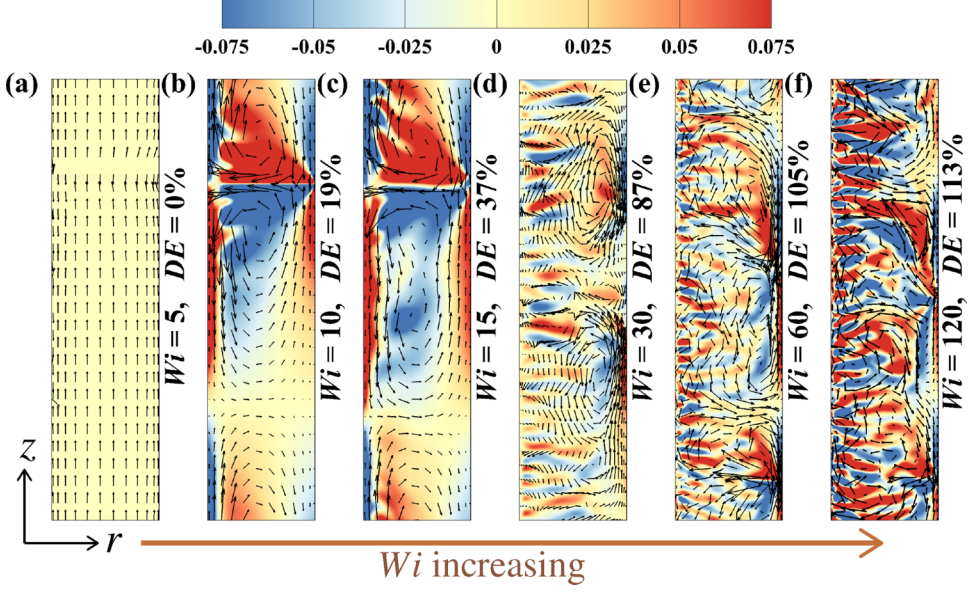 -0.075 -0.05 -0.025 0 0.025 0.05 0.075
(a)
Wi = 5, DE = 0%
(b)
Wi = 10, DE = 19%
(c)
Wi = 15, DE = 37%
(d)
Wi = 30, DE = 87%
(e)
Wi = 60, DE = 105%
(f)
Wi = 120, DE = 113%
z
r
Wi increasing